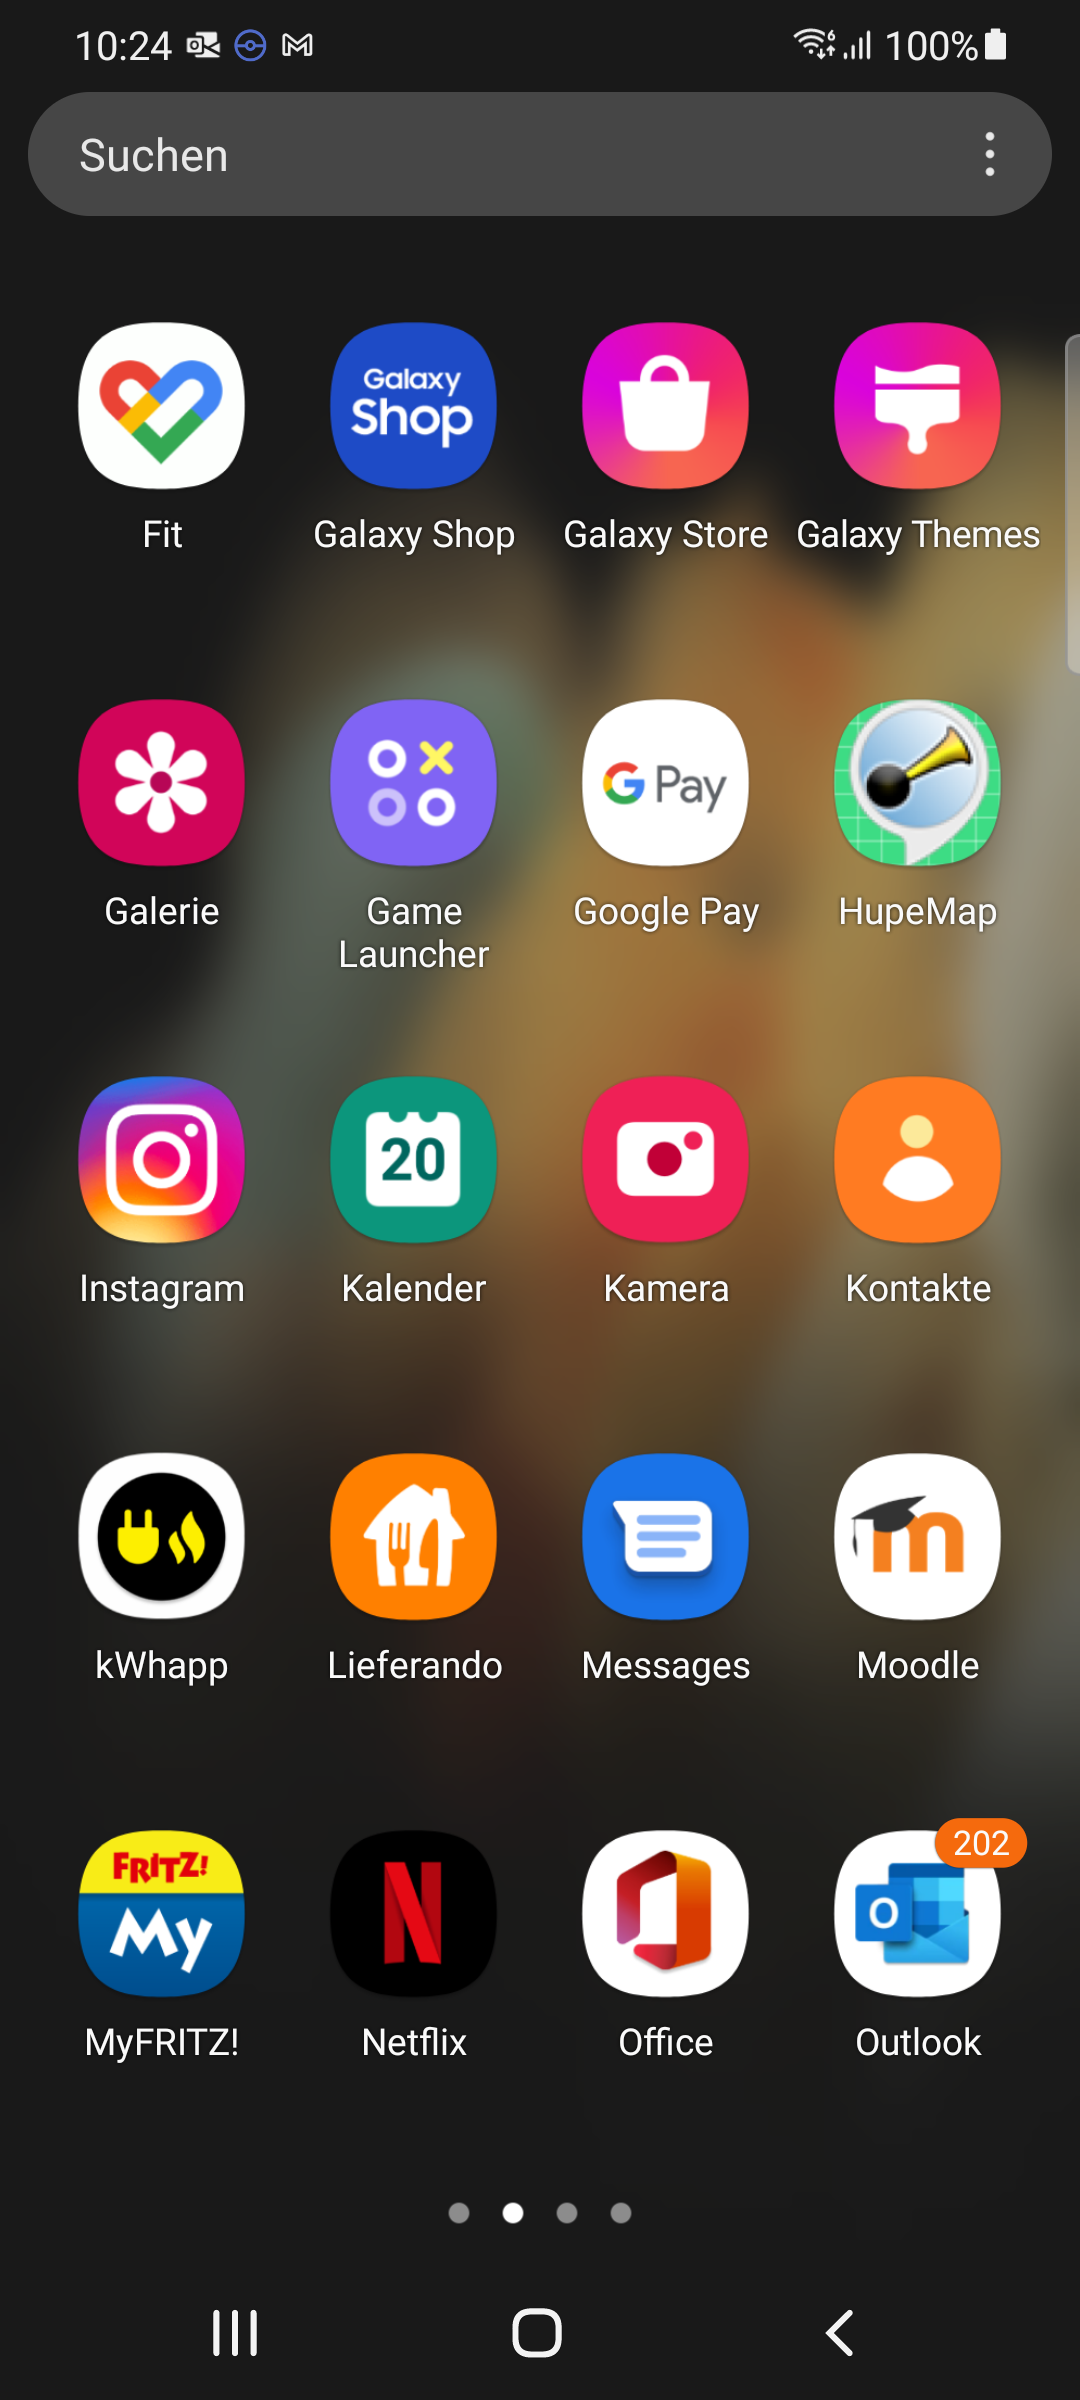 10:24 100%
Suchen
Galaxy
Shop
Fit Galaxy Shop Galaxy Store Galaxy Themes
G Pay
Galerie Game Launcher Google Pay HupeMap
20
Instagram Kalender Kamera Kontakte
m
kWhapp Lieferando Messages Moodle
202
FRITZ!
My
N
O
MyFRITZ! Netflix Office Outlook